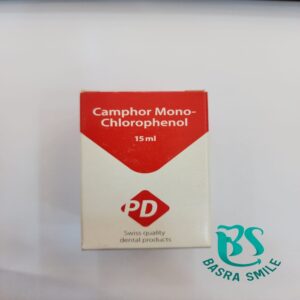 Camphor Mono-
Chlorophenol
15 ml
PD
Swiss quality
dental products
BS
BASRA SMILE